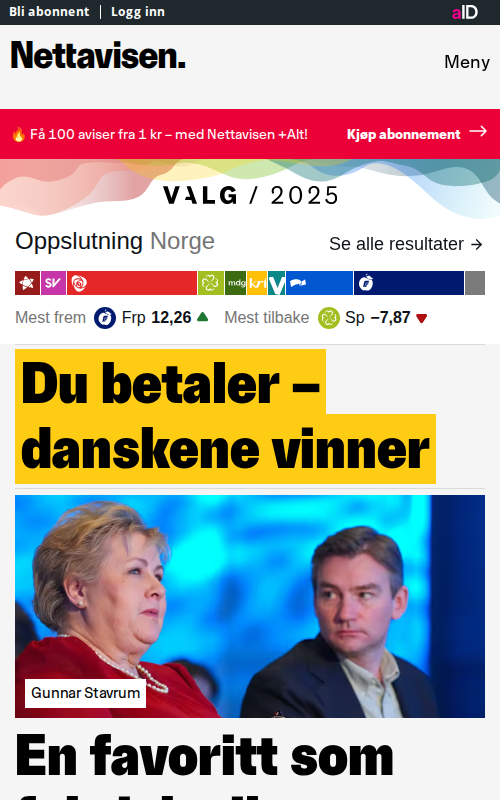 Bli abonnent | Logg inn
aID
Nettavisen.
Meny
🔥 Få 100 aviser fra 1 kr – med Nettavisen +Alt!
Kjøp abonnement →
VALG / 2025
Oppslutning Norge
Se alle resultater →
SV
mdg
krf
V
Mest frem Frp 12,26 ▲ Mest tilbake Sp −7,87 ▼
Du betaler –
danskene vinner
Gunnar Stavrum
En favoritt som